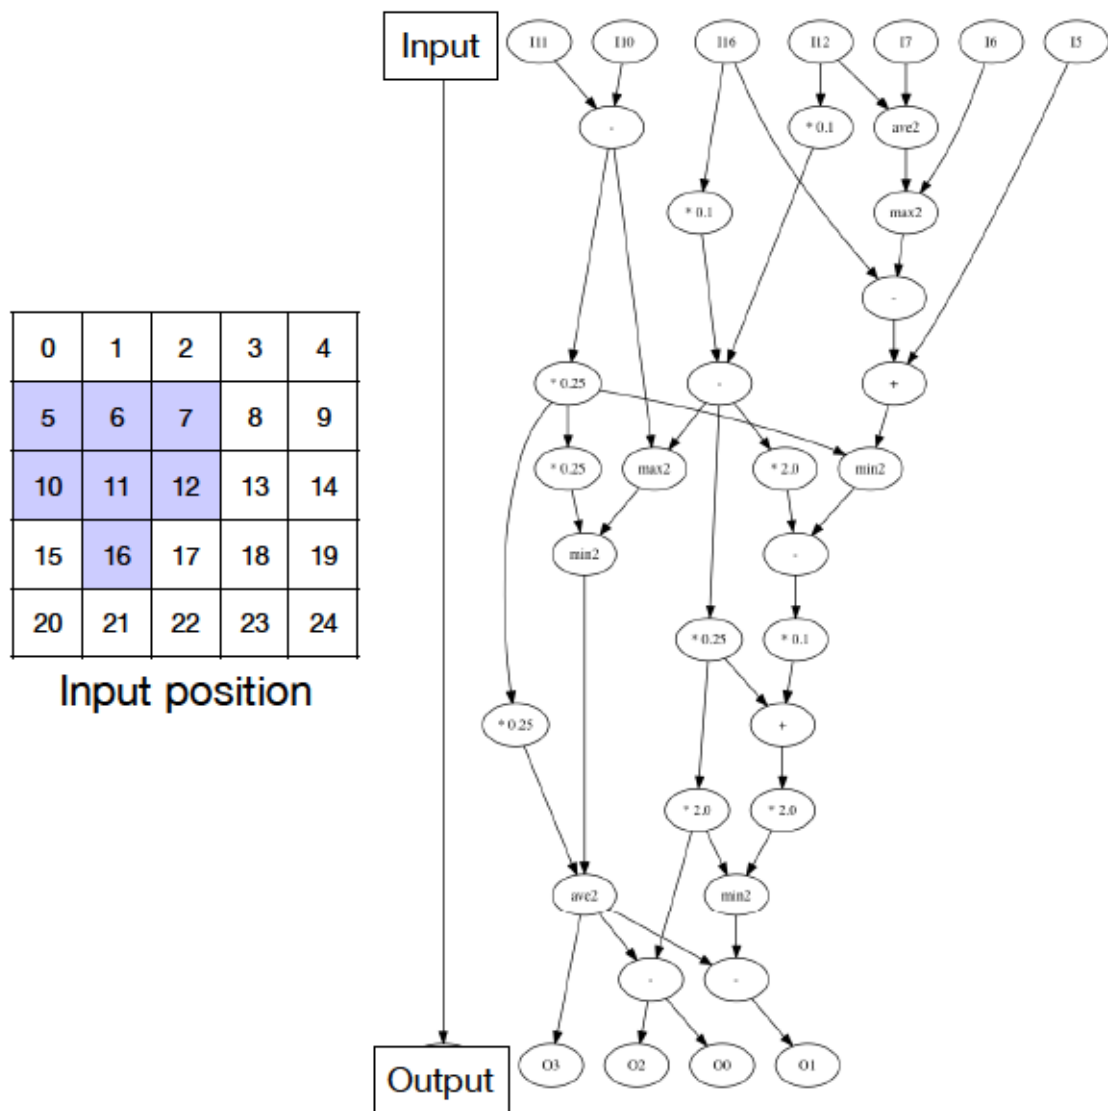 Input
I11 I10 I16 I12 I7 I6 I5
- * 0.1 ave2
* 0.1 max2
-
* 0.25 - +
* 0.25 max2 * 2.0 min2
min2 -
* 0.25 * 0.1
* 0.25 +
* 2.0 * 2.0
ave2 min2
- -
O3 O2 O0 O1
Output
0 1 2 3 4
5 6 7 8 9
10 11 12 13 14
15 16 17 18 19
20 21 22 23 24
Input position